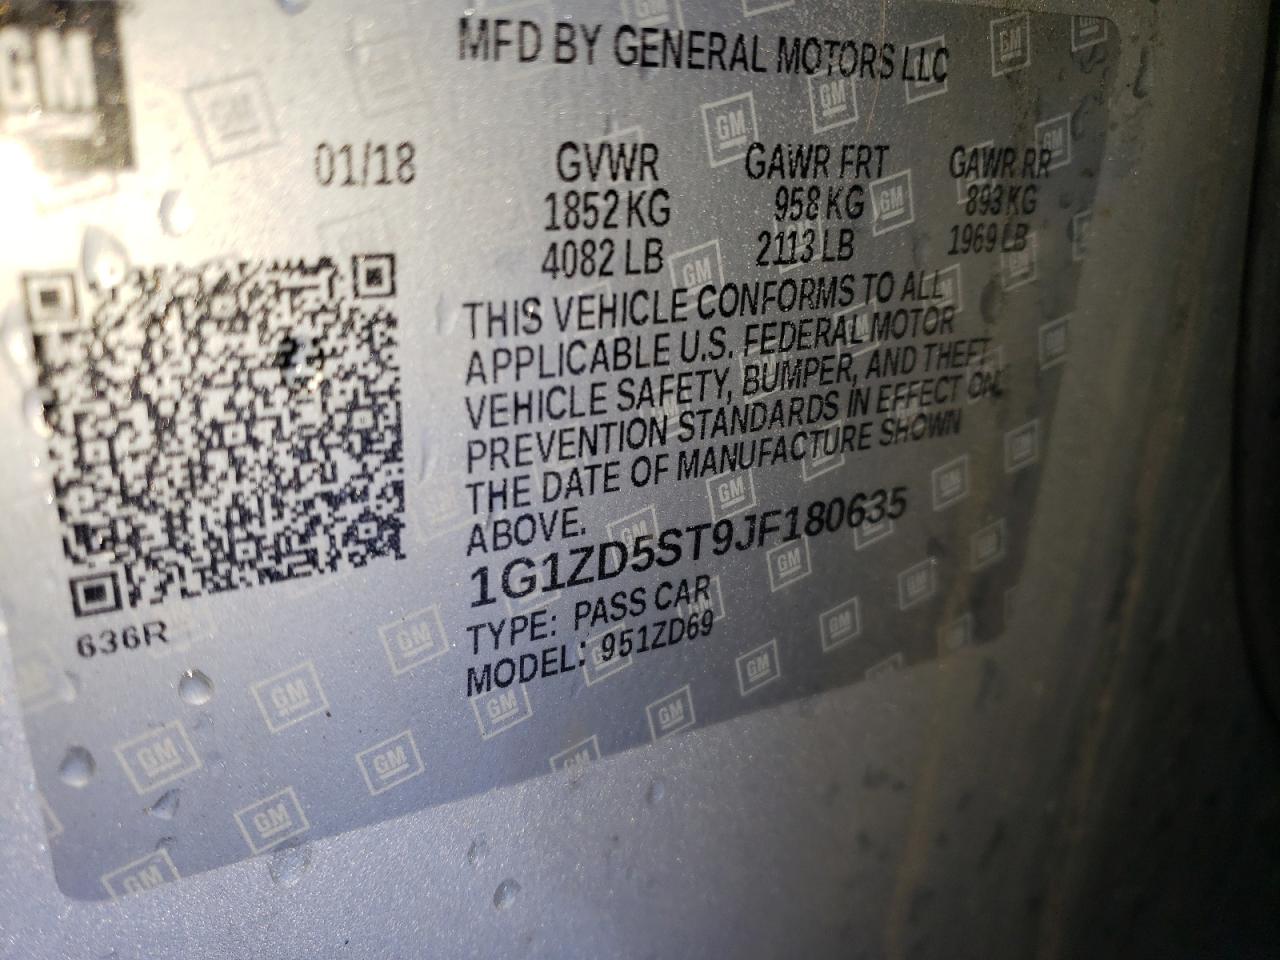 GM
MFD BY GENERAL MOTORS LLC
01/18 GVWR GAWR FRT GAWR RR
1852 KG 958 KG 893 KG
4082 LB 2113 LB 1969 LB
THIS VEHICLE CONFORMS TO ALL
APPLICABLE U.S. FEDERAL MOTOR
VEHICLE SAFETY, BUMPER, AND THEFT
PREVENTION STANDARDS IN EFFECT ON
THE DATE OF MANUFACTURE SHOWN
ABOVE.
1G1ZD5ST9JF180635
TYPE: PASS CAR
MODEL: 951ZD69
636R